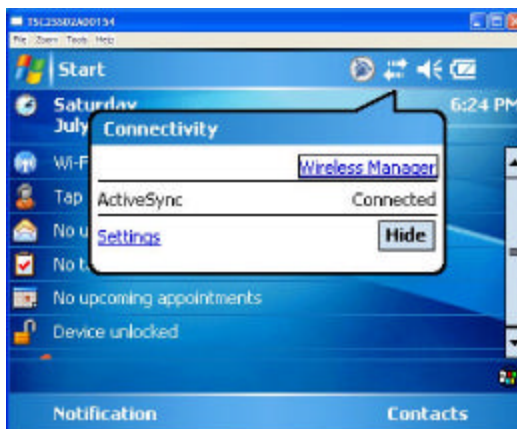 File Zoom Tools Help
Start
Saturday 6:24 PM
July
Connectivity
Wi-F
Wireless Manager
Tap
ActiveSync Connected
No u
Settings Hide
No t
No upcoming appointments
Device unlocked
Notification Contacts